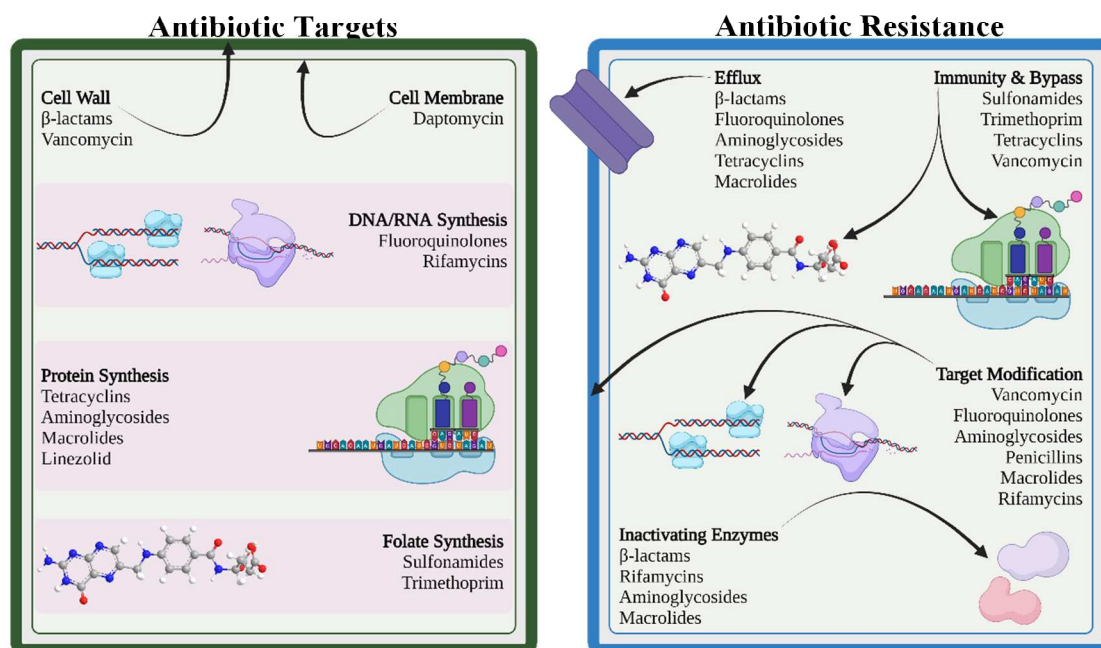 Antibiotic Targets
Cell Wall
β-lactams
Vancomycin
Cell Membrane
Daptomycin
DNA/RNA Synthesis
Fluoroquinolones
Rifamycins
Protein Synthesis
Tetracyclins
Aminoglycosides
Macrolides
Linezolid
Folate Synthesis
Sulfonamides
Trimethoprim
Antibiotic Resistance
Efflux
β-lactams
Fluoroquinolones
Aminoglycosides
Tetracyclins
Macrolides
Immunity & Bypass
Sulfonamides
Trimethoprim
Tetracyclins
Vancomycin
Target Modification
Vancomycin
Fluoroquinolones
Aminoglycosides
Penicillins
Macrolides
Rifamycins
Inactivating Enzymes
β-lactams
Rifamycins
Aminoglycosides
Macrolides